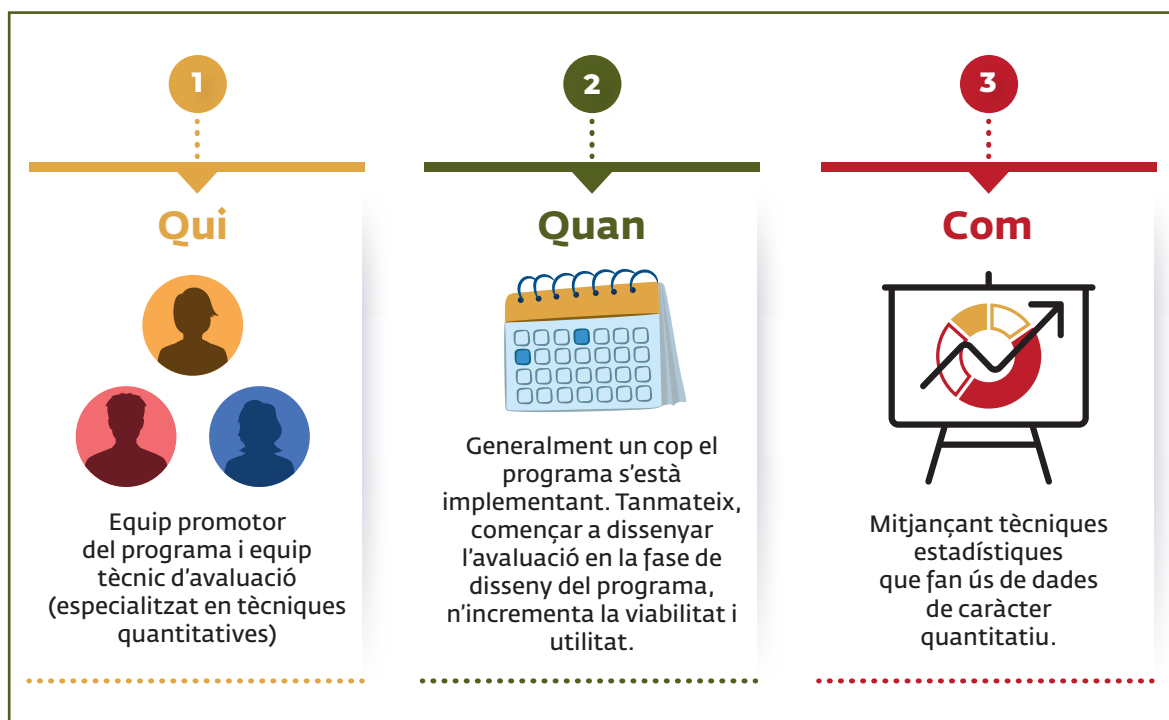 1
Qui
Equip promotor
del programa i equip
tècnic d'avaluació
(especialitzat en tècniques
quantitatives)
2
Quan
Generalment un cop el
programa s'està
implementant. Tanmateix,
començar a dissenyar
l'avaluació en la fase de
disseny del programa,
n'incrementa la viabilitat i
utilitat.
3
Com
Mitjançant tècniques
estadístiques
que fan ús de dades
de caràcter
quantitatiu.